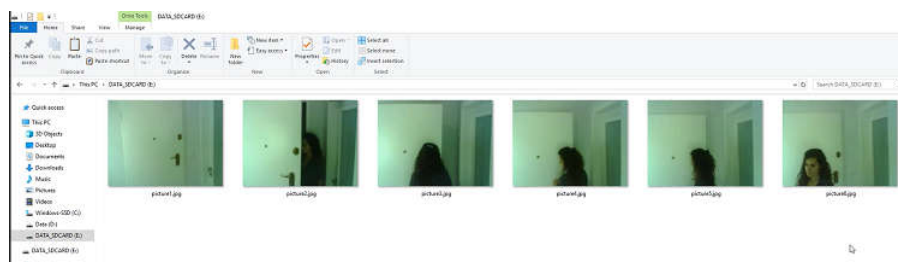 Drive Tools DATA_SDCARD (E:)
File Home Share View Manage
Pin to Quick access
Copy
Paste
Cut
Copy path
Paste shortcut
Move to
Copy to
Delete
Rename
New folder
New item
Easy access
Properties
Open
Edit
History
Select all
Select none
Invert selection
Clipboard Organize New Open Select
This PC > DATA_SDCARD (E:)
Search DATA_SDCARD (E:)
Quick access
This PC
3D Objects
Desktop
Documents
Downloads
Music
Pictures
Videos
Windows-SSD (C:)
Data (D:)
DATA_SDCARD (E:)
DATA_SDCARD (E:)
picture1.jpg picture2.jpg picture3.jpg picture4.jpg picture5.jpg picture6.jpg